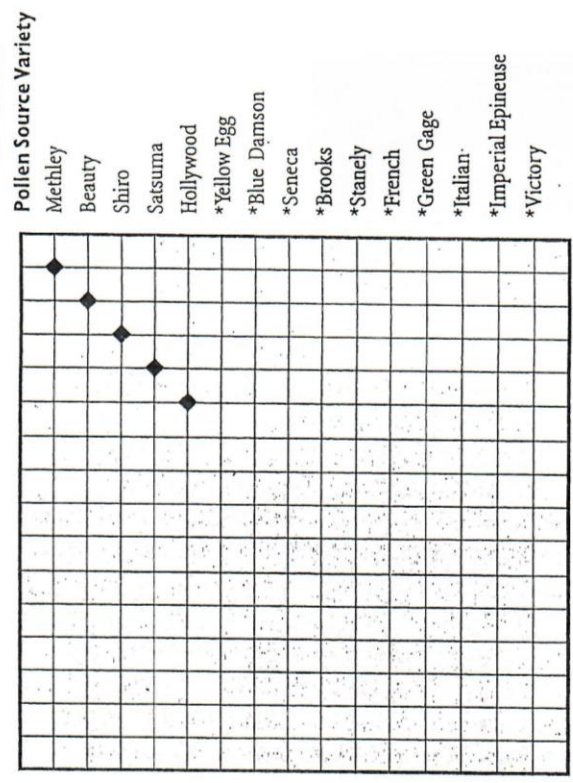 Pollen Source Variety
Methley
Beauty
Shiro
Satsuma
Hollywood
*Yellow Egg
*Blue Damson
*Seneca
*Brooks
*Stanely
*French
*Green Gage
*Italian
*Imperial Epineuse
*Victory